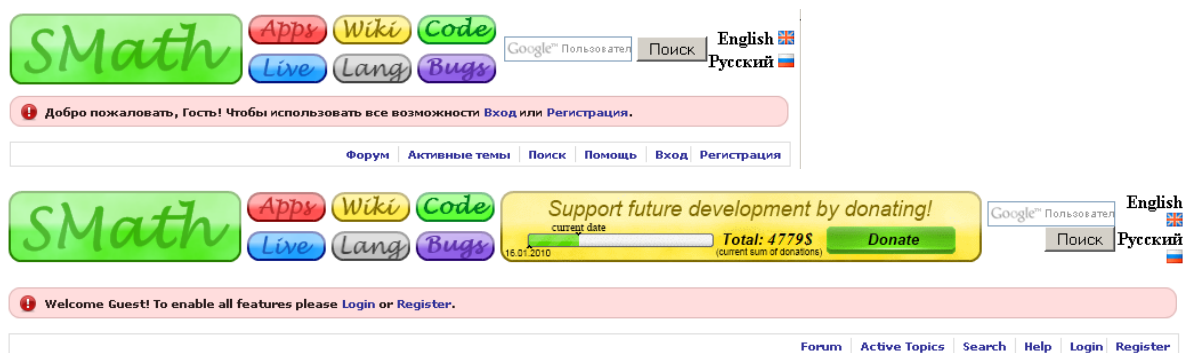 SMath
Apps Wiki Code
Live Lang Bugs
Google™ Пользовател Поиск
English
Русский
Добро пожаловать, Гость! Чтобы использовать все возможности Вход или Регистрация.
Форум Активные темы Поиск Помощь Вход Регистрация
SMath
Apps Wiki Code
Live Lang Bugs
Support future development by donating!
current date
16.01.2010
Total: 4779$
(current sum of donations)
Donate
Google™ Пользовател
Поиск
English
Русский
Welcome Guest! To enable all features please Login or Register.
Forum Active Topics Search Help Login Register